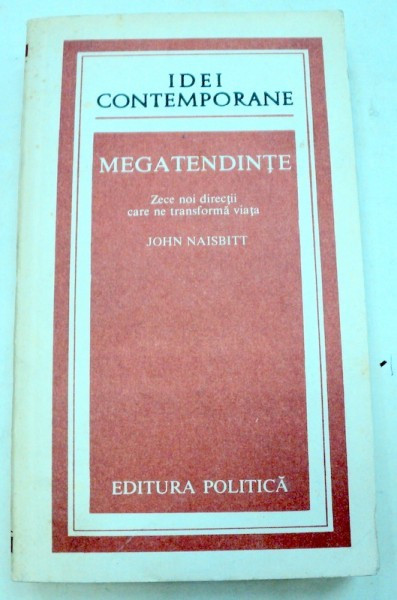 IDEI
CONTEMPORANE
MEGATENDINȚE
Zece noi direcții
care ne transformă viața
JOHN NAISBITT
EDITURA POLITICĂ